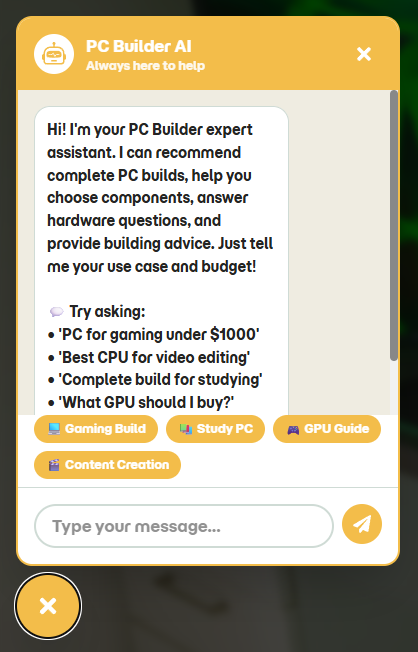 PC Builder AI
Always here to help
Hi! I'm your PC Builder expert
assistant. I can recommend
complete PC builds, help you
choose components, answer
hardware questions, and
provide building advice. Just tell
me your use case and budget!
💬 Try asking:
• 'PC for gaming under $1000'
• 'Best CPU for video editing'
• 'Complete build for studying'
• 'What GPU should I buy?'
Gaming Build
Study PC
GPU Guide
Content Creation
Type your message...